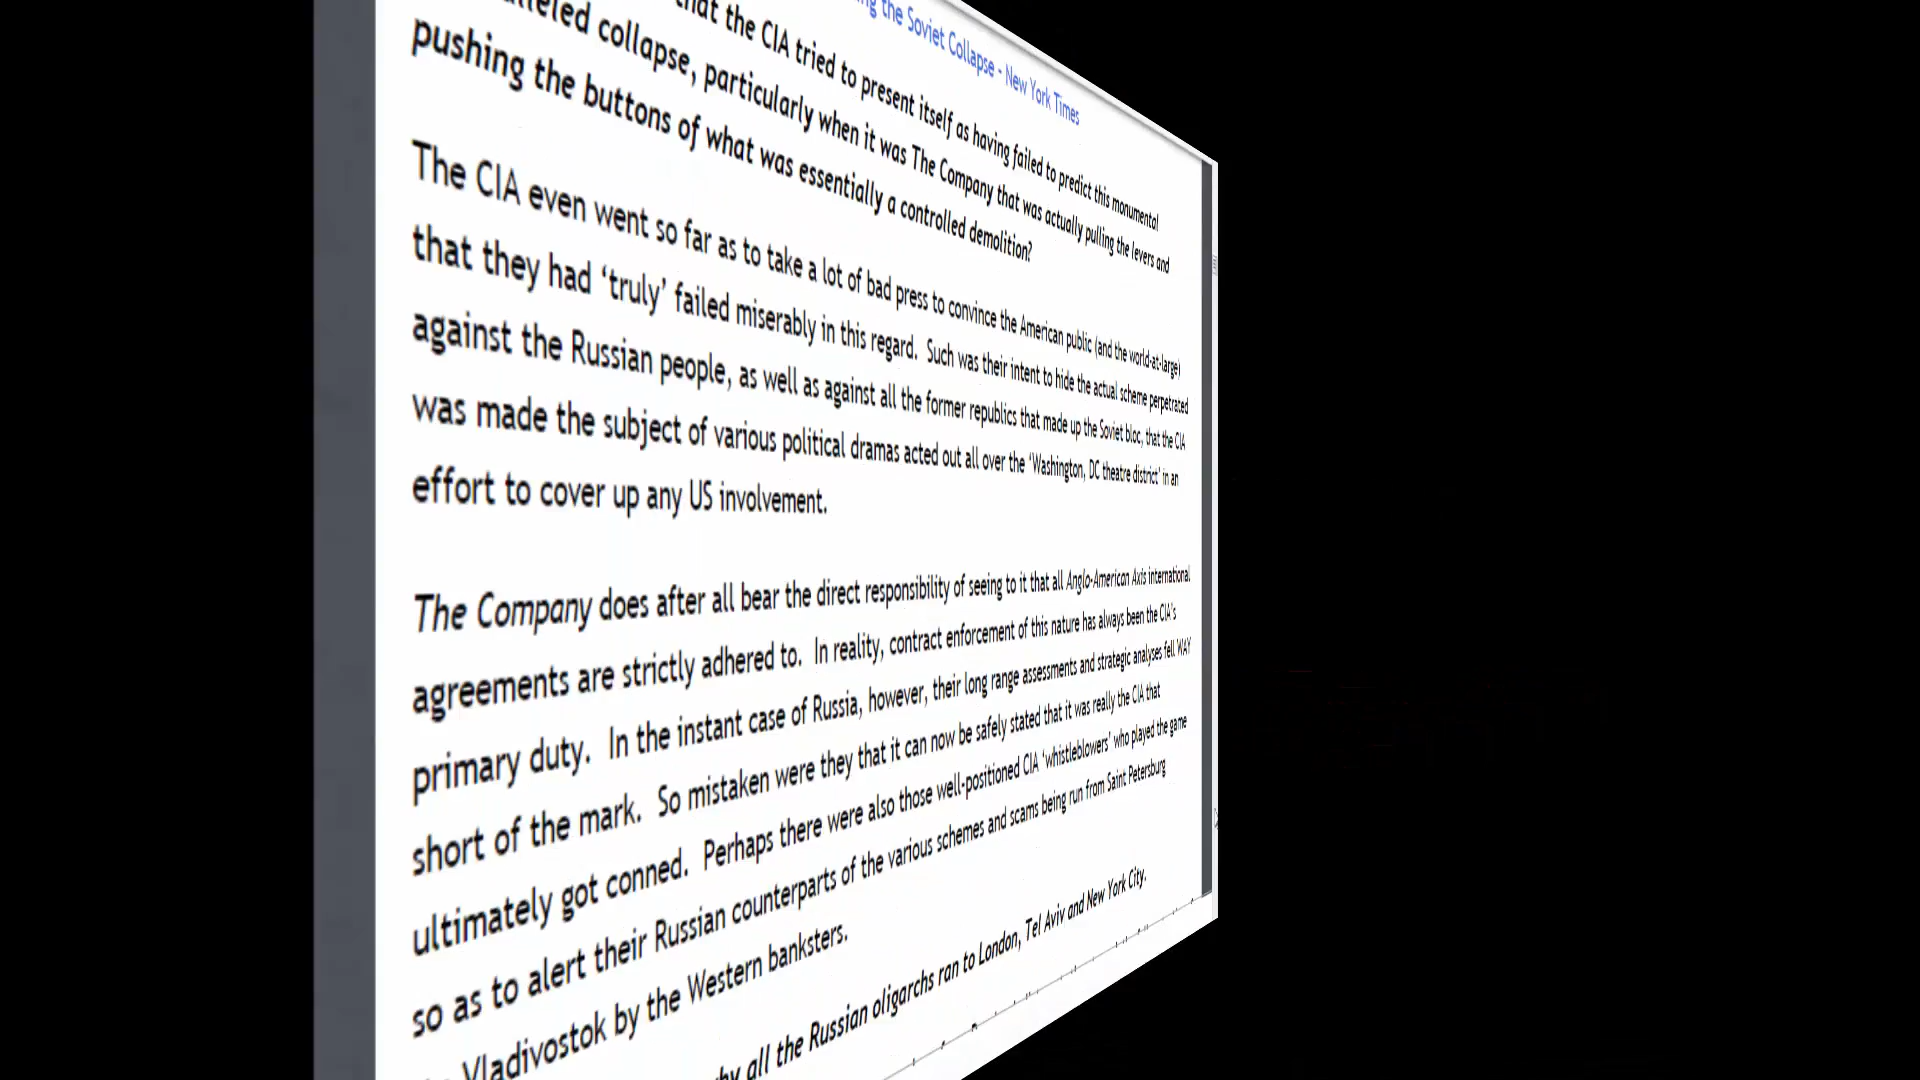 the Soviet Collapse - New York Times
that the CIA tried to present itself as having failed to predict this monumental
collapse, particularly when it was The Company that was actually pulling the levers and
pushing the buttons of what was essentially a controlled demolition?
The CIA even went so far as to take a lot of bad press to convince the American public (and the world-at-large)
that they had ‘truly’ failed miserably in this regard. Such was their intent to hide the actual scheme perpetrated
against the Russian people, as well as against all the former republics that made up the Soviet bloc, that the CIA
was made the subject of various political dramas acted out all over the ‘Washington, DC theatre district’ in an
effort to cover up any US involvement.
The Company does after all bear the direct responsibility of seeing to it that all Anglo-American Axis international
agreements are strictly adhered to. In reality, contract enforcement of this nature has always been the CIA's
primary duty. In the instant case of Russia, however, their long range assessments and strategic analyses fell WAY
short of the mark. So mistaken were they that it can now be safely stated that it was really the CIA that
ultimately got conned. Perhaps there were also those well-positioned CIA ‘whistleblowers’ who played the game
so as to alert their Russian counterparts of the various schemes and scams being run from Saint Petersburg
Vladivostok by the Western banksters.
all the Russian oligarchs ran to London, Tel Aviv and New York City.